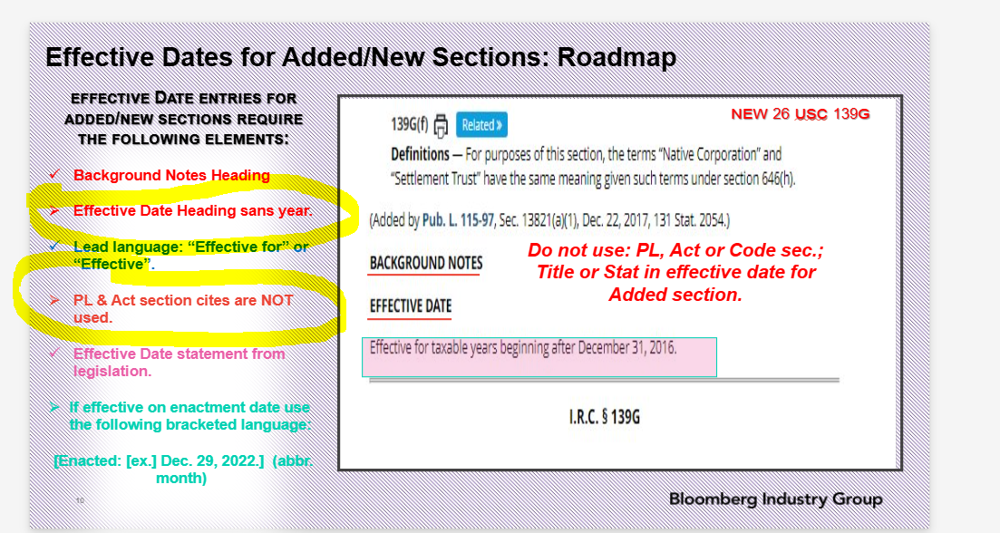 Effective Dates for Added/New Sections: Roadmap
EFFECTIVE DATE ENTRIES FOR
ADDED/NEW SECTIONS REQUIRE
THE FOLLOWING ELEMENTS:
✓ Background Notes Heading
➢ Effective Date Heading sans year.
✓ Lead language: “Effective for” or
“Effective”.
➢ PL & Act section cites are NOT
used.
✓ Effective Date statement from
legislation.
➢ If effective on enactment date use
the following bracketed language:
[Enacted: [ex.] Dec. 29, 2022.] (abbr.
month)
10
NEW 26 USC 139G
139G(f) Related »
Definitions — For purposes of this section, the terms “Native Corporation” and
“Settlement Trust” have the same meaning given such terms under section 646(h).
(Added by Pub. L. 115-97, Sec. 13821(a)(1), Dec. 22, 2017, 131 Stat. 2054.)
Do not use: PL, Act or Code sec.;
Title or Stat in effective date for
Added section.
BACKGROUND NOTES
EFFECTIVE DATE
Effective for taxable years beginning after December 31, 2016.
I.R.C. § 139G
Bloomberg Industry Group